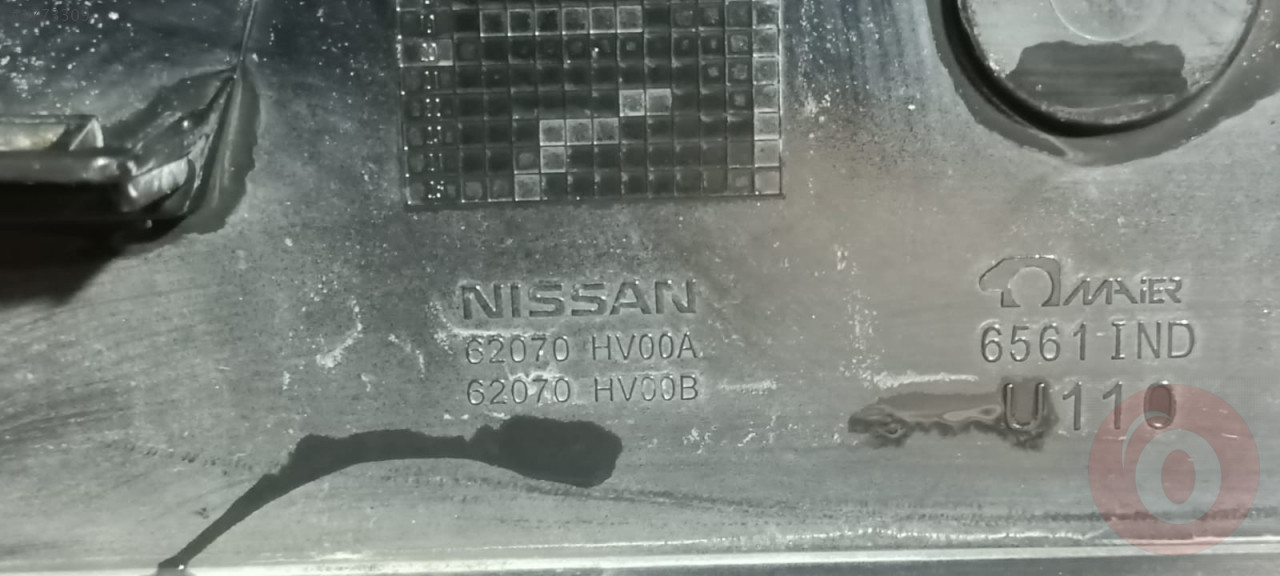 NISSAN
62070 HV00A
62070 HV00B
MAIER
6561 IND
U110